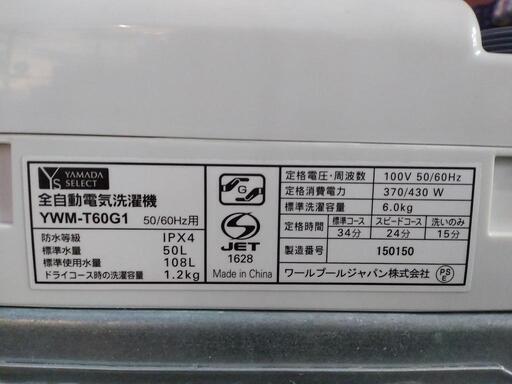 YS YAMADA SELECT
全自動電気洗濯機
YWM-T60G1 50/60Hz用
防水等級 IPX4
標準水量 50L
標準使用水量 108L
ドライコース時の洗濯容量 1.2kg
G
S
JET
1628
Made in China
定格電圧・周波数 100V 50/60Hz
定格消費電力 370/430 W
標準洗濯容量 6.0kg
定格時間 標準コース スピードコース 洗いのみ
34分 24分 15分
製造番号 150150
ワールプールジャパン株式会社 PSE